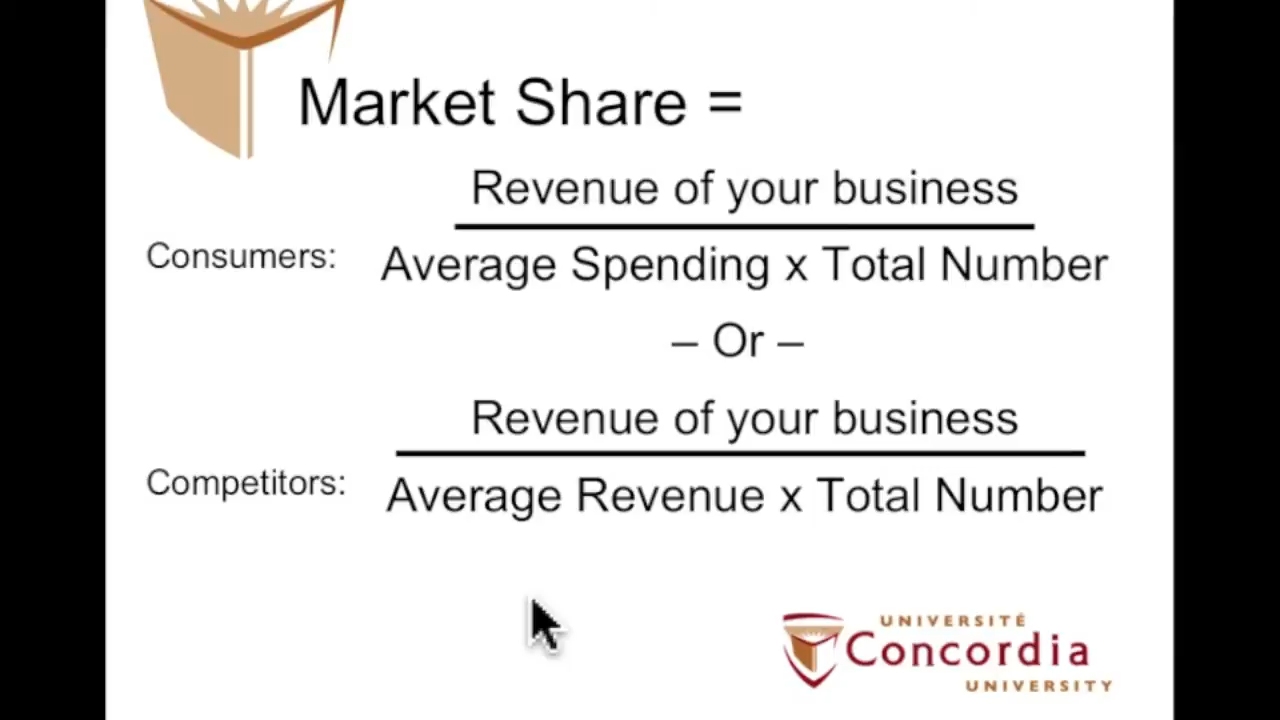 Market Share =
Revenue of your business
Consumers:
Average Spending x Total Number
– Or –
Revenue of your business
Competitors:
Average Revenue x Total Number
UNIVERSITÉ
Concordia
UNIVERSITY